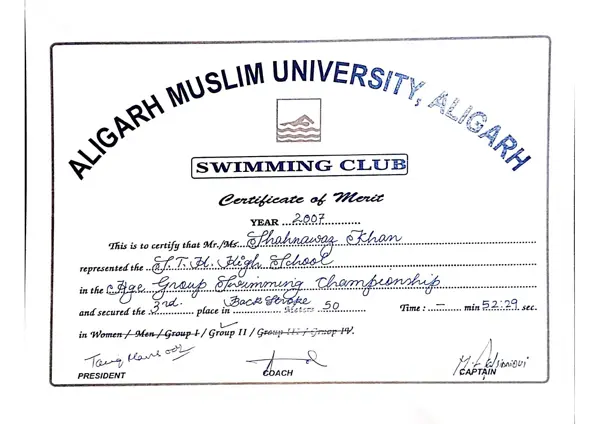 ALIGARH MUSLIM UNIVERSITY, ALIGARH
SWIMMING CLUB
Certificate of Merit
YEAR ...2007...
This is to certify that Mr./Ms. Shahnawaz Khan
represented the S.T.H. High School
in the Age Group Swimming Championship
and secured the 3rd. place in Back Stroke Meters 50 Time : — min 52:29 sec.
in Women / Men / Group I / Group II / Group III / Group IV.
PRESIDENT COACH CAPTAIN